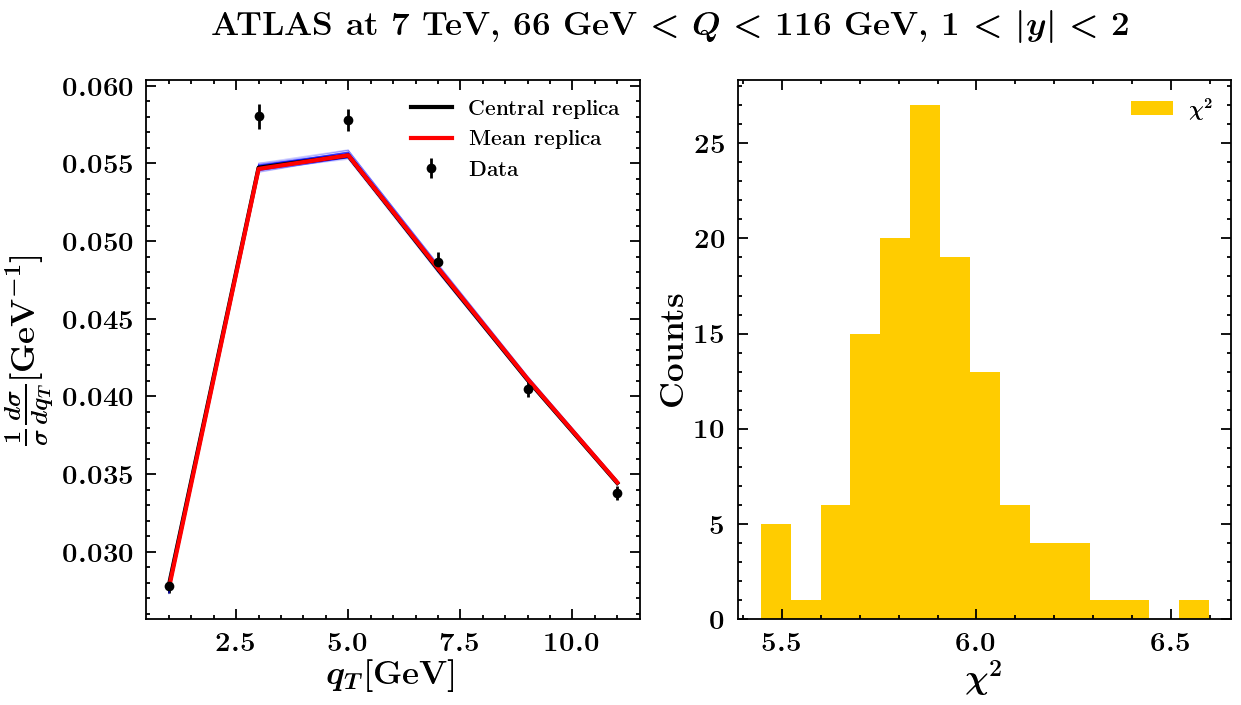 ATLAS at 7 TeV, 66 GeV < Q < 116 GeV, 1 < |y| < 2
0.060
0.055
0.050
0.045
0.040
0.035
0.030
1/σ dσ/dq_T [GeV⁻¹]
Central replica
Mean replica
Data
2.5 5.0 7.5 10.0
q_T[GeV]
25
20
15
10
5
0
Counts
χ²
5.5 6.0 6.5
χ²